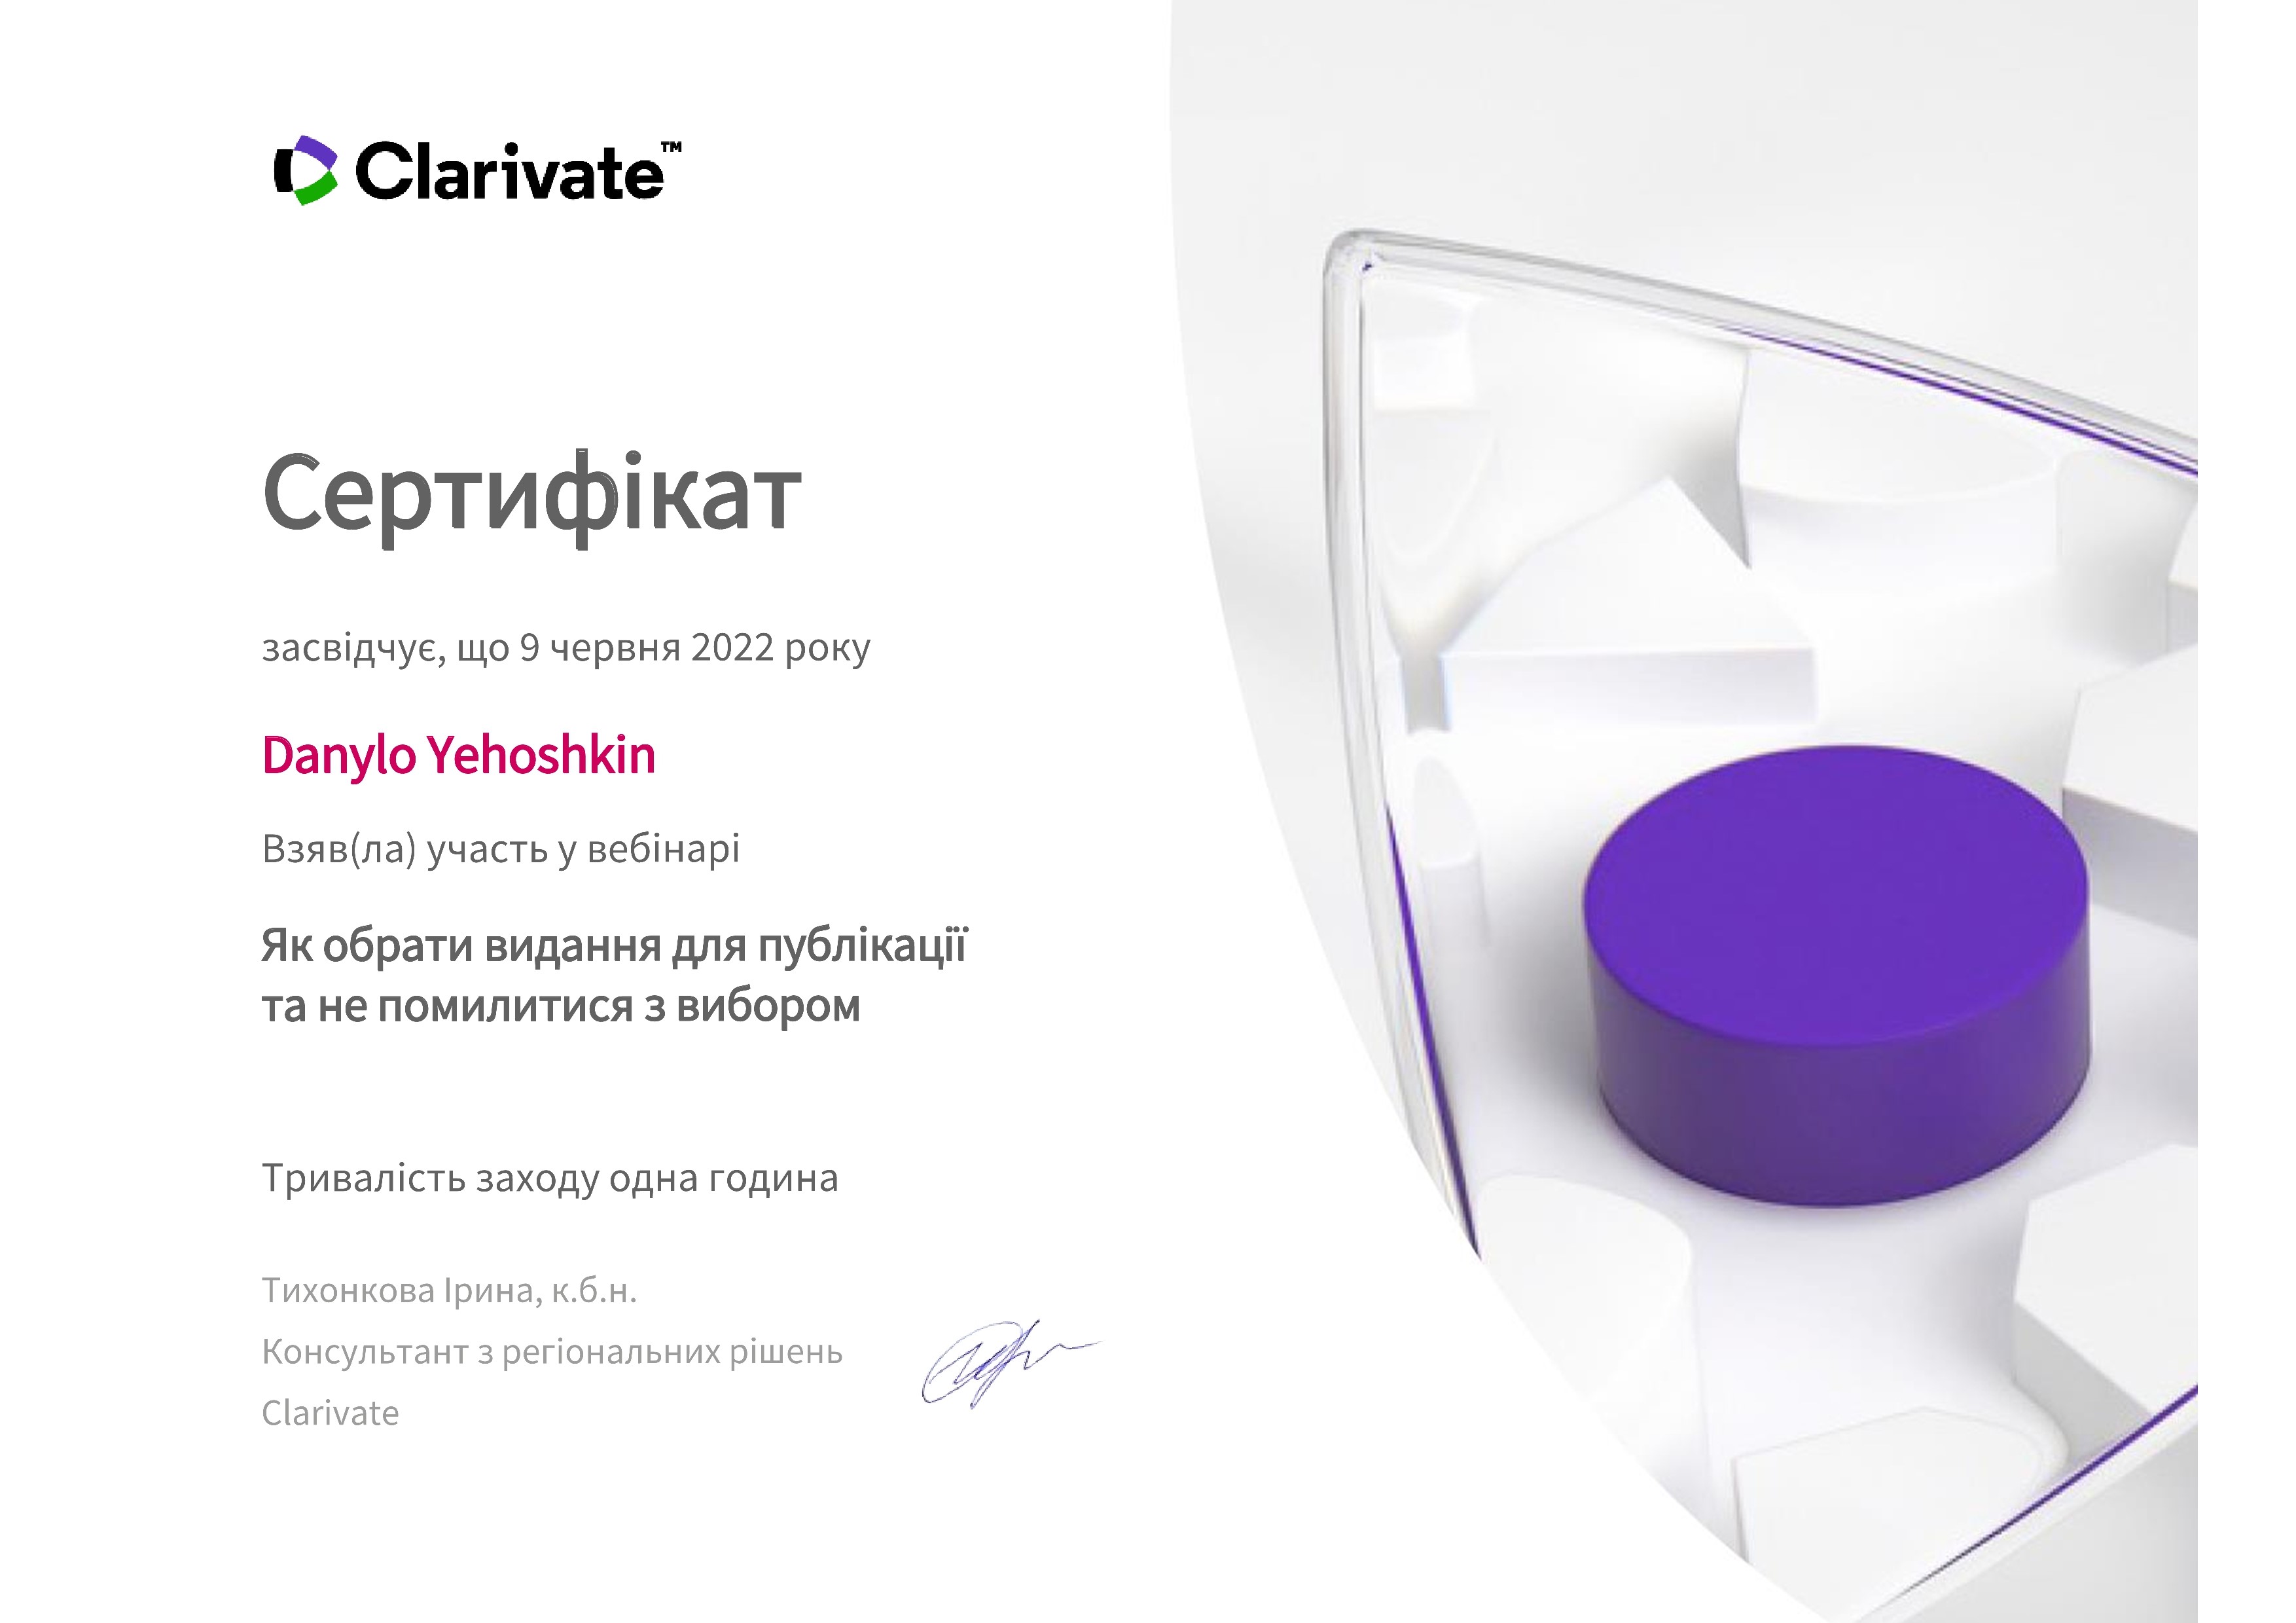 Clarivate™
Сертифікат
засвідчує, що 9 червня 2022 року
Danylo Yehoshkin
Взяв(ла) участь у вебінарі
Як обрати видання для публікації
та не помилитися з вибором
Тривалість заходу одна година
Тихонкова Ірина, к.б.н.
Консультант з регіональних рішень
Clarivate